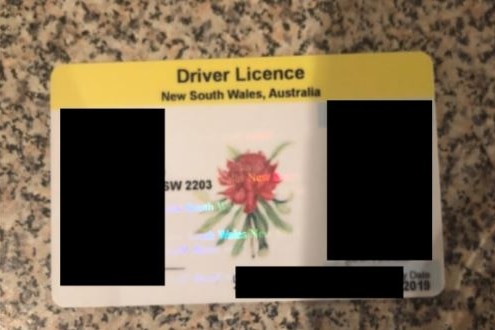 Driver Licence
New South Wales, Australia
SW 2203
Date
2019